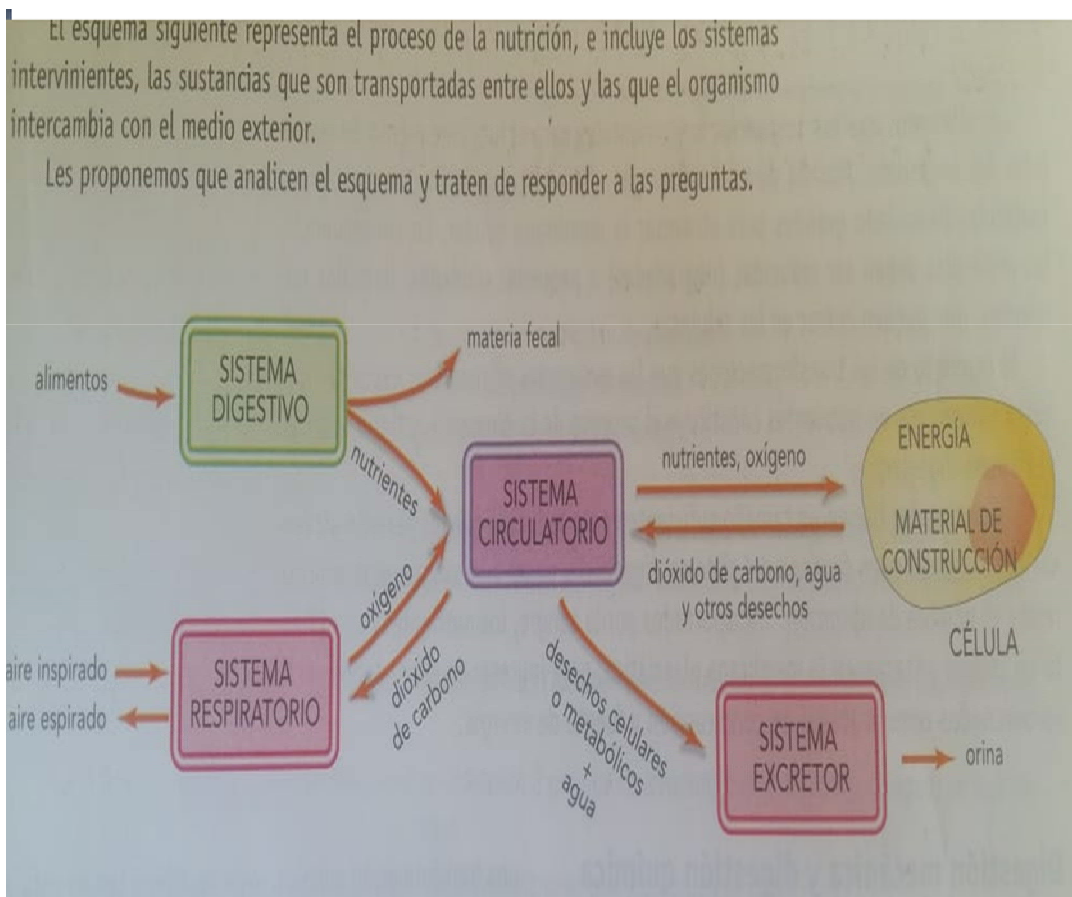 El esquema siguiente representa el proceso de la nutrición, e incluye los sistemas
intervinientes, las sustancias que son transportadas entre ellos y las que el organismo
intercambia con el medio exterior.
Les proponemos que analicen el esquema y traten de responder a las preguntas.
materia fecal
alimentos
SISTEMA
DIGESTIVO
nutrientes
SISTEMA
CIRCULATORIO
nutrientes, oxígeno
ENERGÍA
MATERIAL DE
CONSTRUCCIÓN
dióxido de carbono, agua
y otros desechos
CÉLULA
oxígeno
dióxido
de carbono
aire inspirado
aire espirado
SISTEMA
RESPIRATORIO
desechos celulares
o metabólicos
+
agua
SISTEMA
EXCRETOR
orina